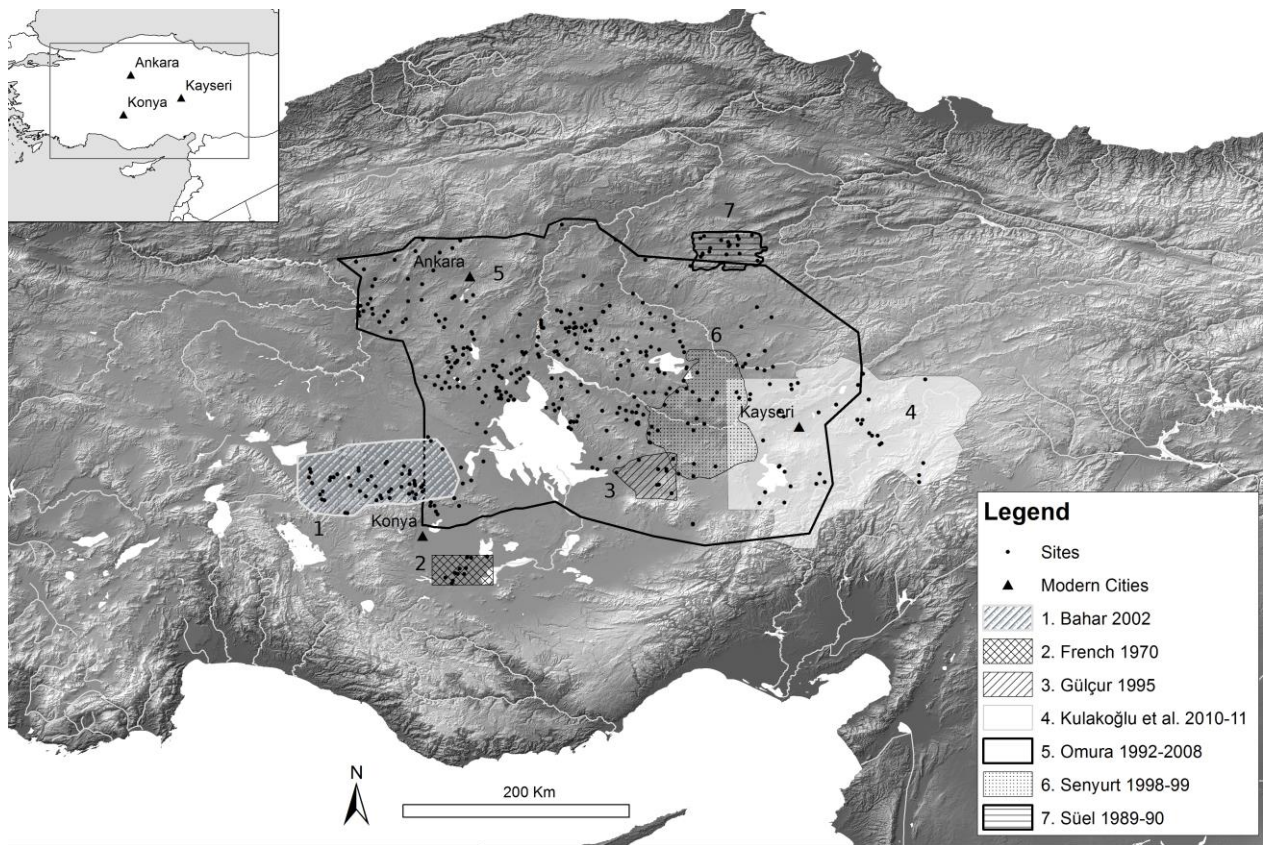 Ankara
Kayseri
Konya
7
Ankara
5
6
Kayseri
4
3
1
Konya
2
N
200 Km
Legend
Sites
Modern Cities
1. Bahar 2002
2. French 1970
3. Gülçur 1995
4. Kulakoğlu et al. 2010-11
5. Omura 1992-2008
6. Senyurt 1998-99
7. Süel 1989-90